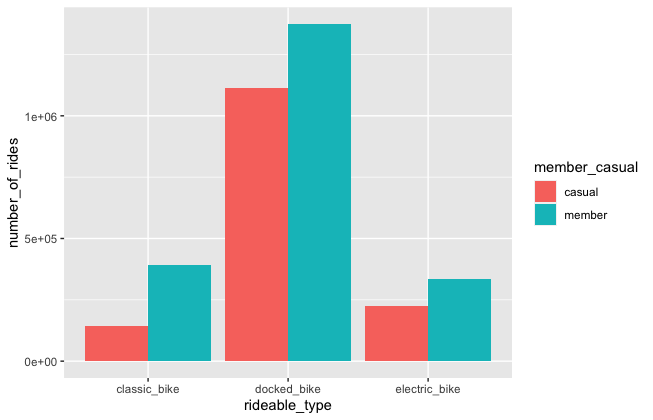 number_of_rides
1e+06
5e+05
0e+00
classic_bike
docked_bike
electric_bike
rideable_type
member_casual
casual
member